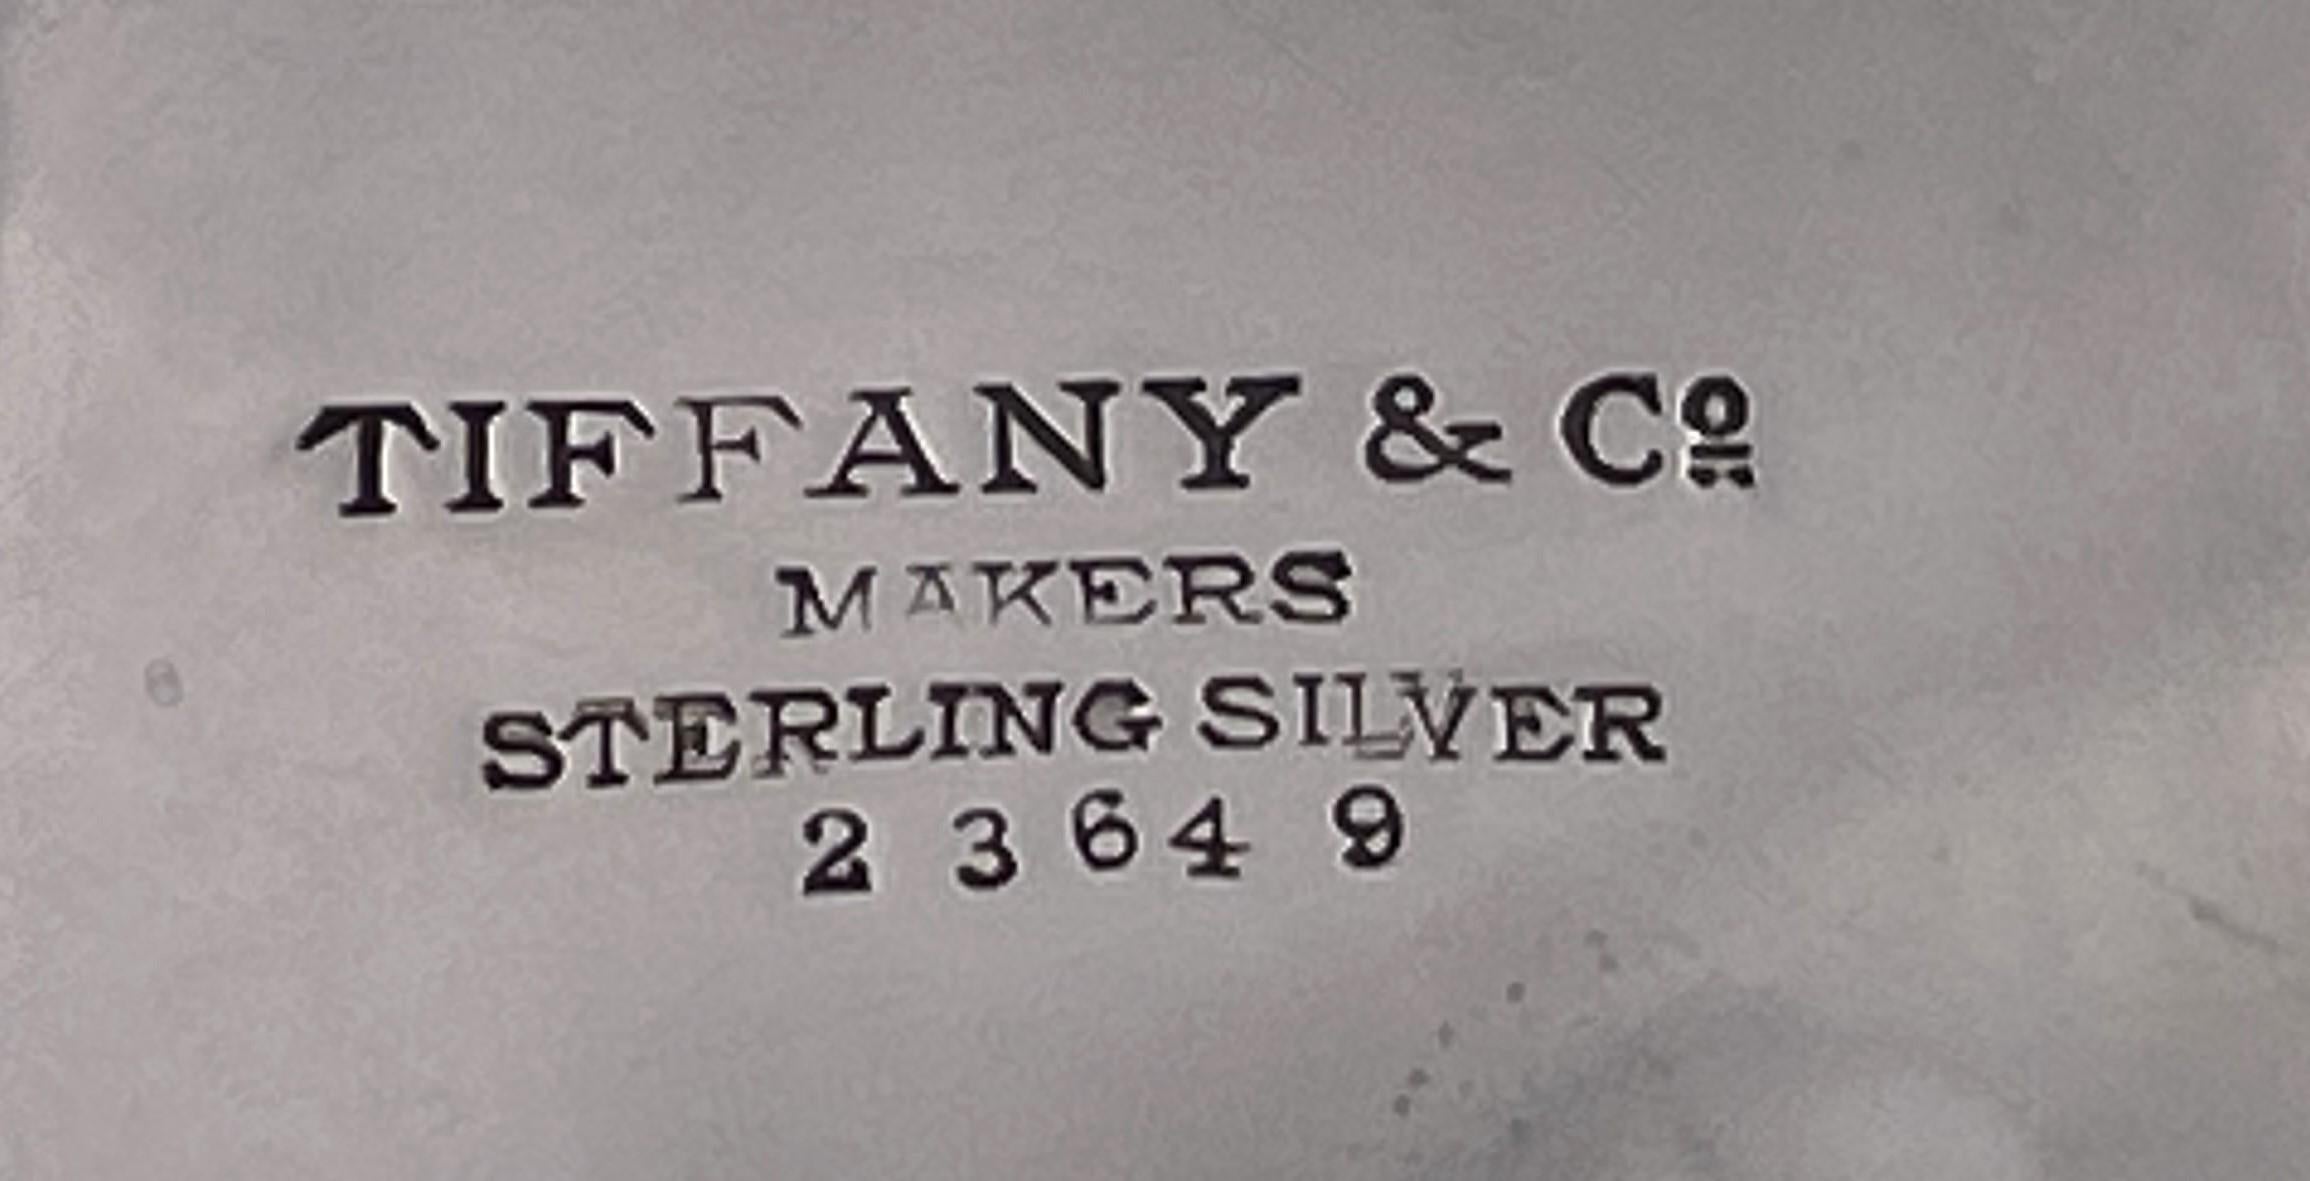 TIFFANY & Cº
MAKERS
STERLING SILVER
23649